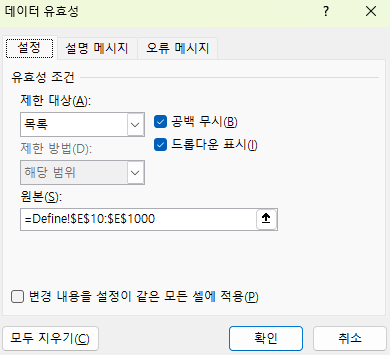 데이터 유효성
설정 설명 메시지 오류 메시지
유효성 조건
제한 대상(A):
목록
공백 무시(B)
제한 방법(D):
드롭다운 표시(I)
해당 범위
원본(S):
=Define!$E$10:$E$1000
변경 내용을 설정이 같은 모든 셀에 적용(P)
모두 지우기(C) 확인 취소